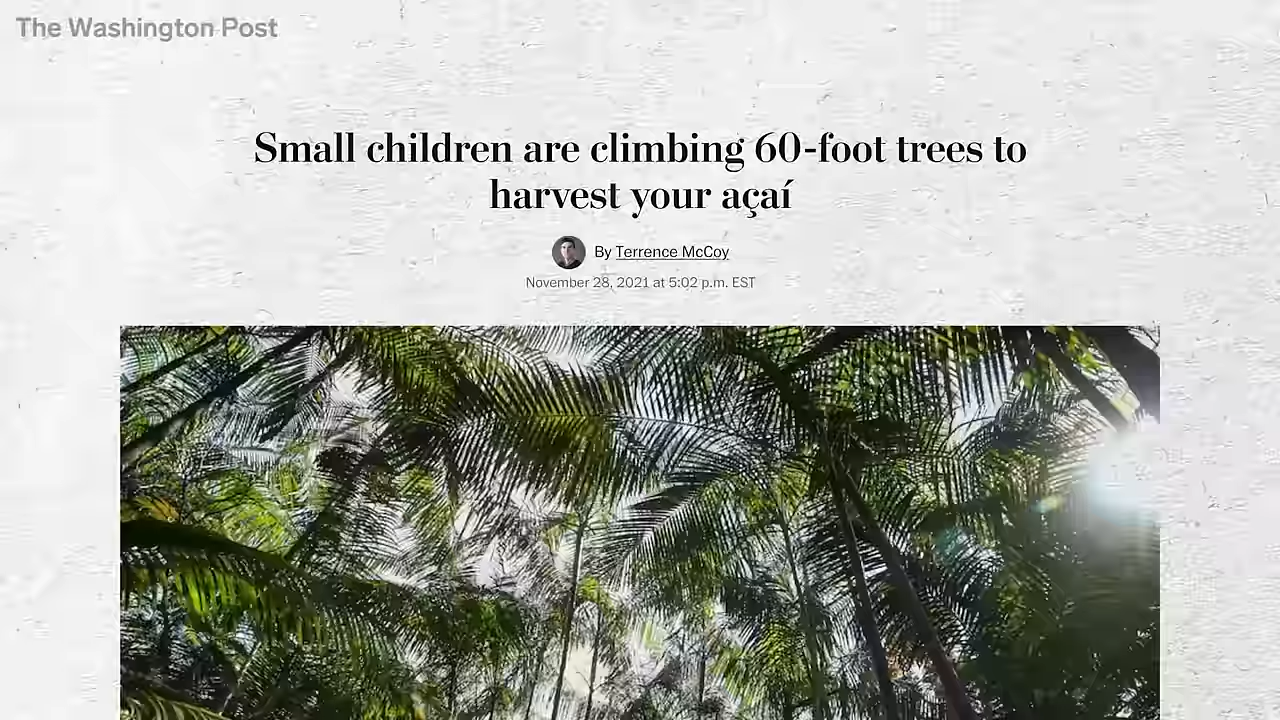 The Washington Post
Small children are climbing 60-foot trees to
harvest your açaí
By Terrence McCoy
November 28, 2021 at 5:02 p.m. EST